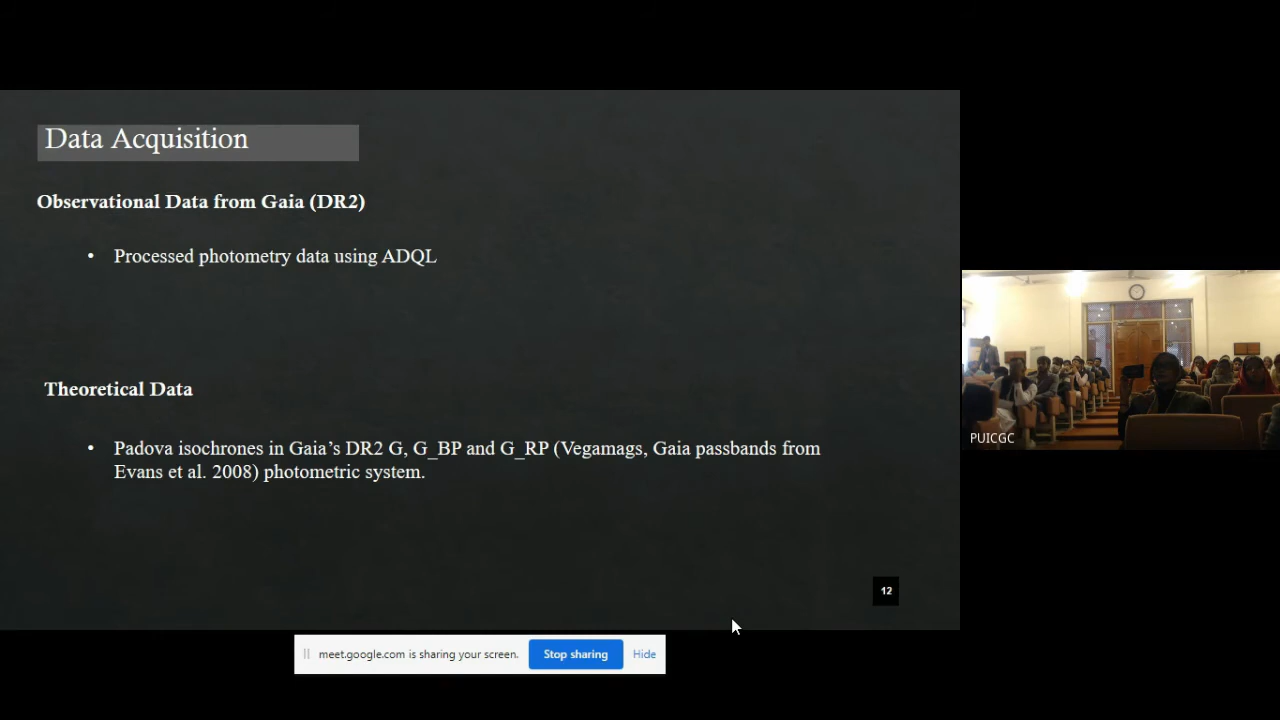 Data Acquisition
Observational Data from Gaia (DR2)
• Processed photometry data using ADQL
Theoretical Data
• Padova isochrones in Gaia’s DR2 G, G_BP and G_RP (Vegamags, Gaia passbands from
Evans et al. 2008) photometric system.
12
PUICGC
meet.google.com is sharing your screen.
Stop sharing
Hide